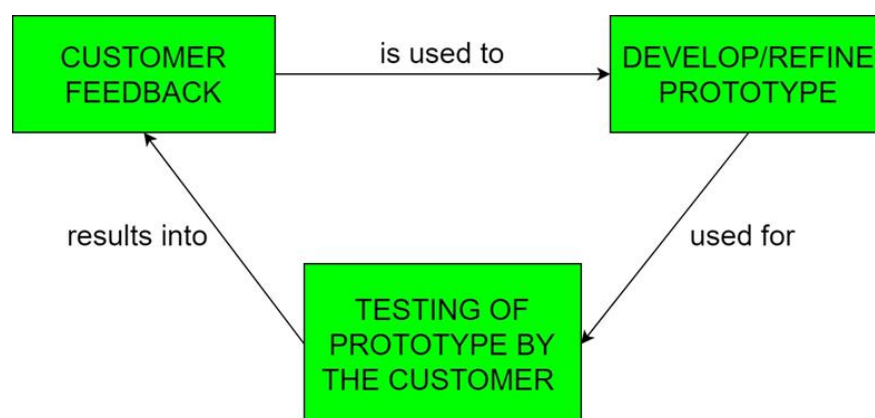 CUSTOMER
FEEDBACK
is used to
DEVELOP/REFINE
PROTOTYPE
results into
used for
TESTING OF
PROTOTYPE BY
THE CUSTOMER